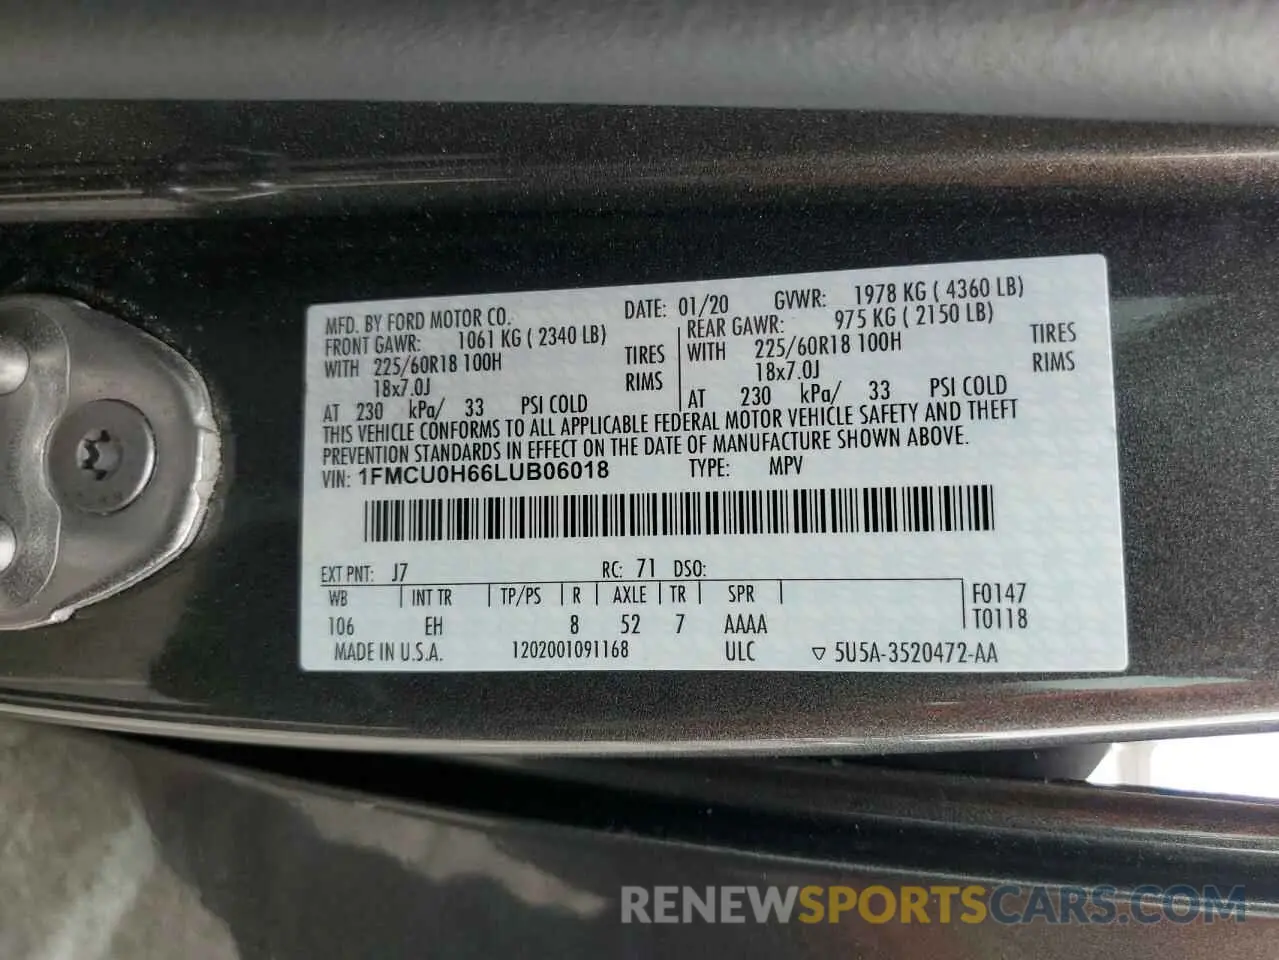 MFD. BY FORD MOTOR CO. DATE: 01/20 GVWR: 1978 KG ( 4360 LB)
FRONT GAWR: 1061 KG ( 2340 LB) REAR GAWR: 975 KG ( 2150 LB)
WITH 225/60R18 100H TIRES WITH 225/60R18 100H TIRES
18x7.0J RIMS 18x7.0J RIMS
AT 230 kPa/ 33 PSI COLD AT 230 kPa/ 33 PSI COLD
THIS VEHICLE CONFORMS TO ALL APPLICABLE FEDERAL MOTOR VEHICLE SAFETY AND THEFT
PREVENTION STANDARDS IN EFFECT ON THE DATE OF MANUFACTURE SHOWN ABOVE.
VIN: 1FMCU0H66LUB06018 TYPE: MPV
EXT PNT: J7 RC: 71 DSO:
WB INT TR TP/PS R AXLE TR SPR F0147
106 EH 8 52 7 AAAA T0118
MADE IN U.S.A. 1202001091168 ULC ▽ 5U5A-3520472-AA
RENEWSPORTSCARS.COM